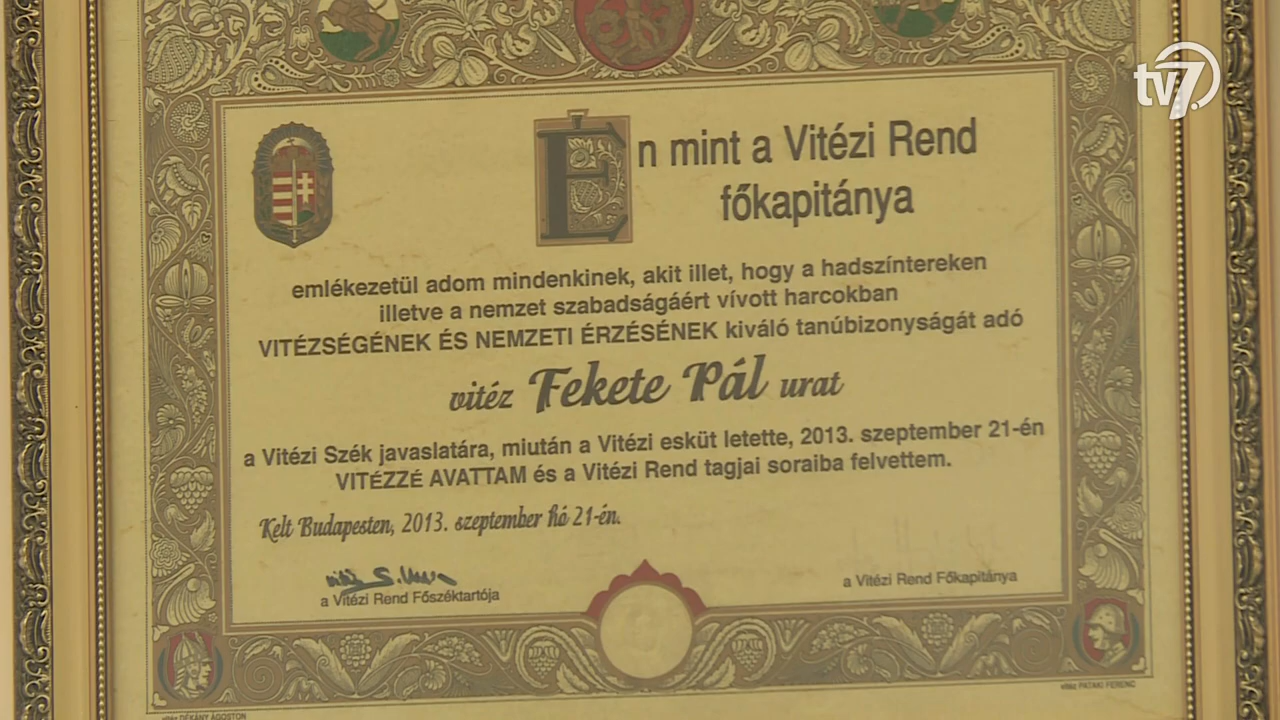 tv7.
Én mint a Vitézi Rend
főkapitánya
emlékezetül adom mindenkinek, akit illet, hogy a hadszíntereken
illetve a nemzet szabadságáért vívott harcokban
VITÉZSÉGÉNEK ÉS NEMZETI ÉRZÉSÉNEK kiváló tanúbizonyságát adó
vitéz Fekete Pál urat
a Vitézi Szék javaslatára, miután a Vitézi esküt letette, 2013. szeptember 21-én
VITÉZZÉ AVATTAM és a Vitézi Rend tagjai soraiba felvettem.
Kelt Budapesten, 2013. szeptember hó 21-én.
a Vitézi Rend Főszéktartója
a Vitézi Rend Főkapitánya
vitéz DÉKÁNY ÁGOSTON
vitéz PATAKI FERENC